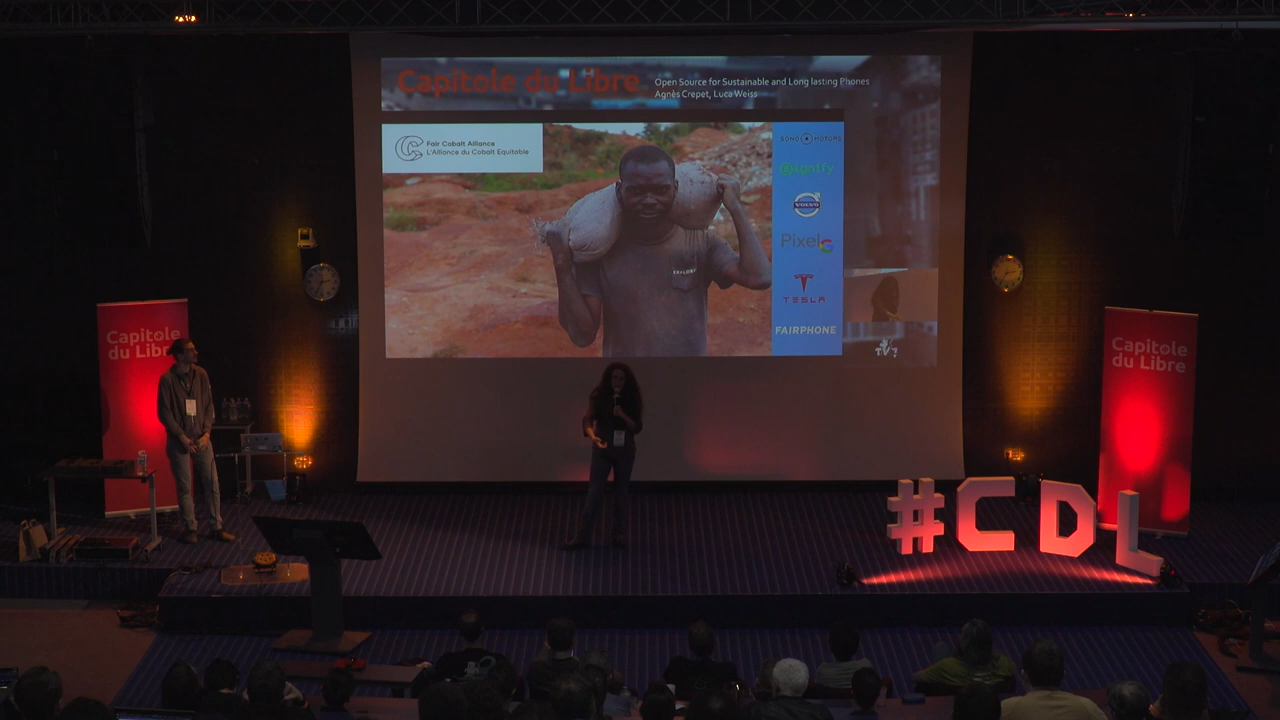 Capitole du Libre
Open Source for Sustainable and Long lasting Phones
Agnès Crepet, Luca Weiss
Fair Cobalt Alliance
L'Alliance du Cobalt Equitable
SONO MOTORS
Signify
VOLVO
Pixel
TESLA
FAIRPHONE
Capitole
du Libre
Capitole
du Libre
#CDL